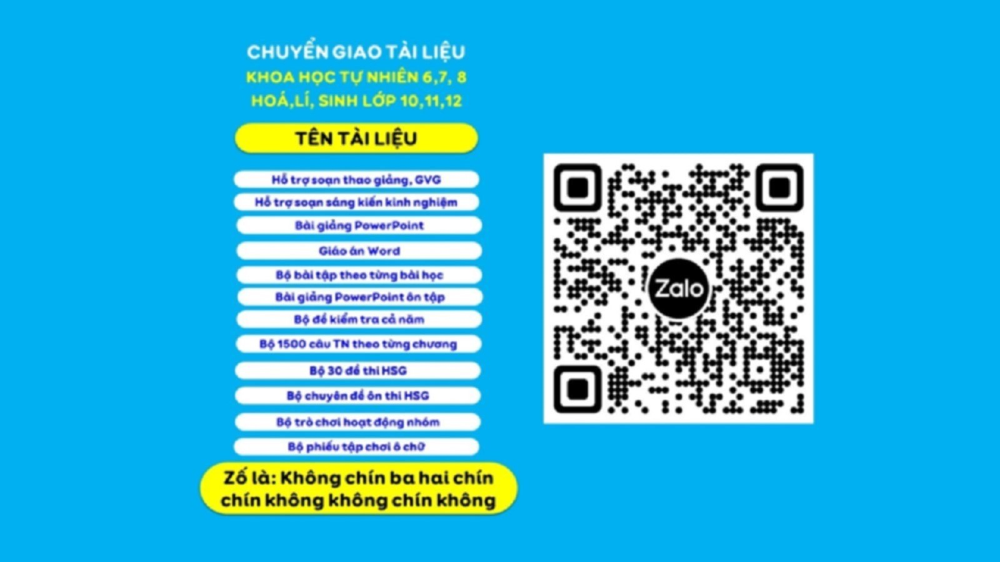 CHUYỂN GIAO TÀI LIỆU
KHOA HỌC TỰ NHIÊN 6,7, 8
HOÁ,LÍ, SINH LỚP 10,11,12
TÊN TÀI LIỆU
Hỗ trợ soạn thao giảng, GVG
Hỗ trợ soạn sáng kiến kinh nghiệm
Bài giảng PowerPoint
Giáo án Word
Bộ bài tập theo từng bài học
Bài giảng PowerPoint ôn tập
Bộ đề kiểm tra cả năm
Bộ 1500 câu TN theo từng chương
Bộ 30 đề thi HSG
Bộ chuyên đề ôn thi HSG
Bộ trò chơi hoạt động nhóm
Bộ phiếu tập chơi ô chữ
Zố là: Không chín ba hai chín
chín không không chín không
Zalo